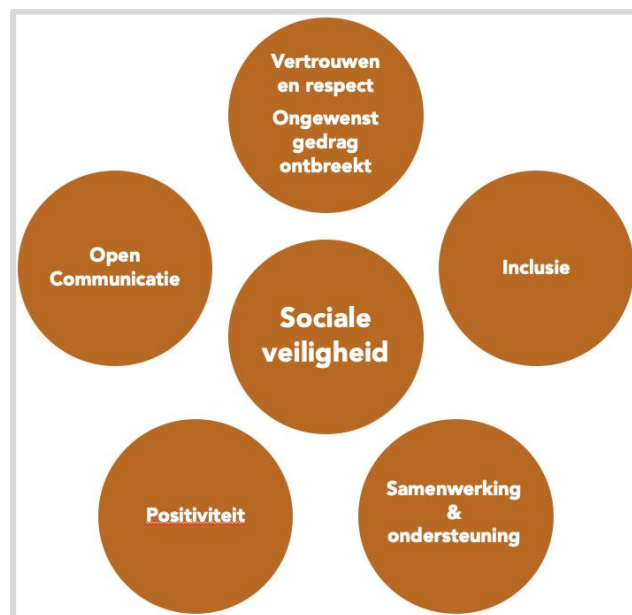 Vertrouwen
en respect
Ongewenst
gedrag
ontbreekt
Open
Communicatie
Inclusie
Sociale
veiligheid
Positiviteit
Samenwerking
&
ondersteuning